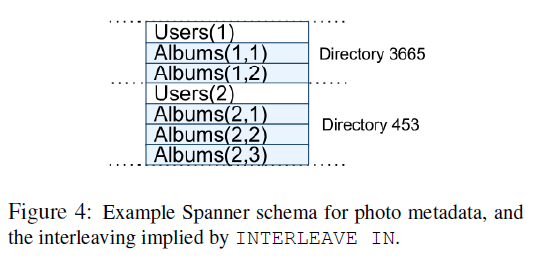 Users(1)
Albums(1,1)
Directory 3665
Albums(1,2)
Users(2)
Albums(2,1)
Directory 453
Albums(2,2)
Albums(2,3)
Figure 4: Example Spanner schema for photo metadata, and
the interleaving implied by INTERLEAVE IN.